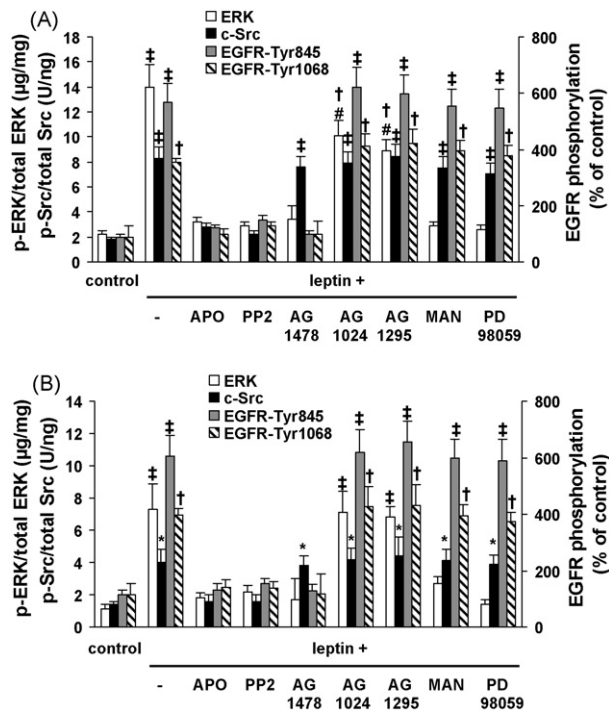 (A)
ERK
c-Src
EGFR-Tyr845
EGFR-Tyr1068
p-ERK/total ERK (µg/mg)
p-Src/total Src (U/ng)
18
16
14
12
10
8
6
4
2
0
‡ ‡ ‡ † ‡ † # ‡ ‡ † † # ‡ ‡ † ‡ ‡ † ‡ ‡ †
800
600
400
200
0
EGFR phosphorylation
(% of control)
control
leptin +
- APO PP2 AG AG AG MAN PD
1478 1024 1295 98059
(B)
ERK
c-Src
EGFR-Tyr845
EGFR-Tyr1068
p-ERK/total ERK (µg/mg)
p-Src/total Src (U/ng)
14
12
10
8
6
4
2
0
‡ * ‡ † * ‡ * ‡ † ‡ * ‡ † * ‡ † * ‡ †
800
600
400
200
0
EGFR phosphorylation
(% of control)
control
leptin +
- APO PP2 AG AG AG MAN PD
1478 1024 1295 98059